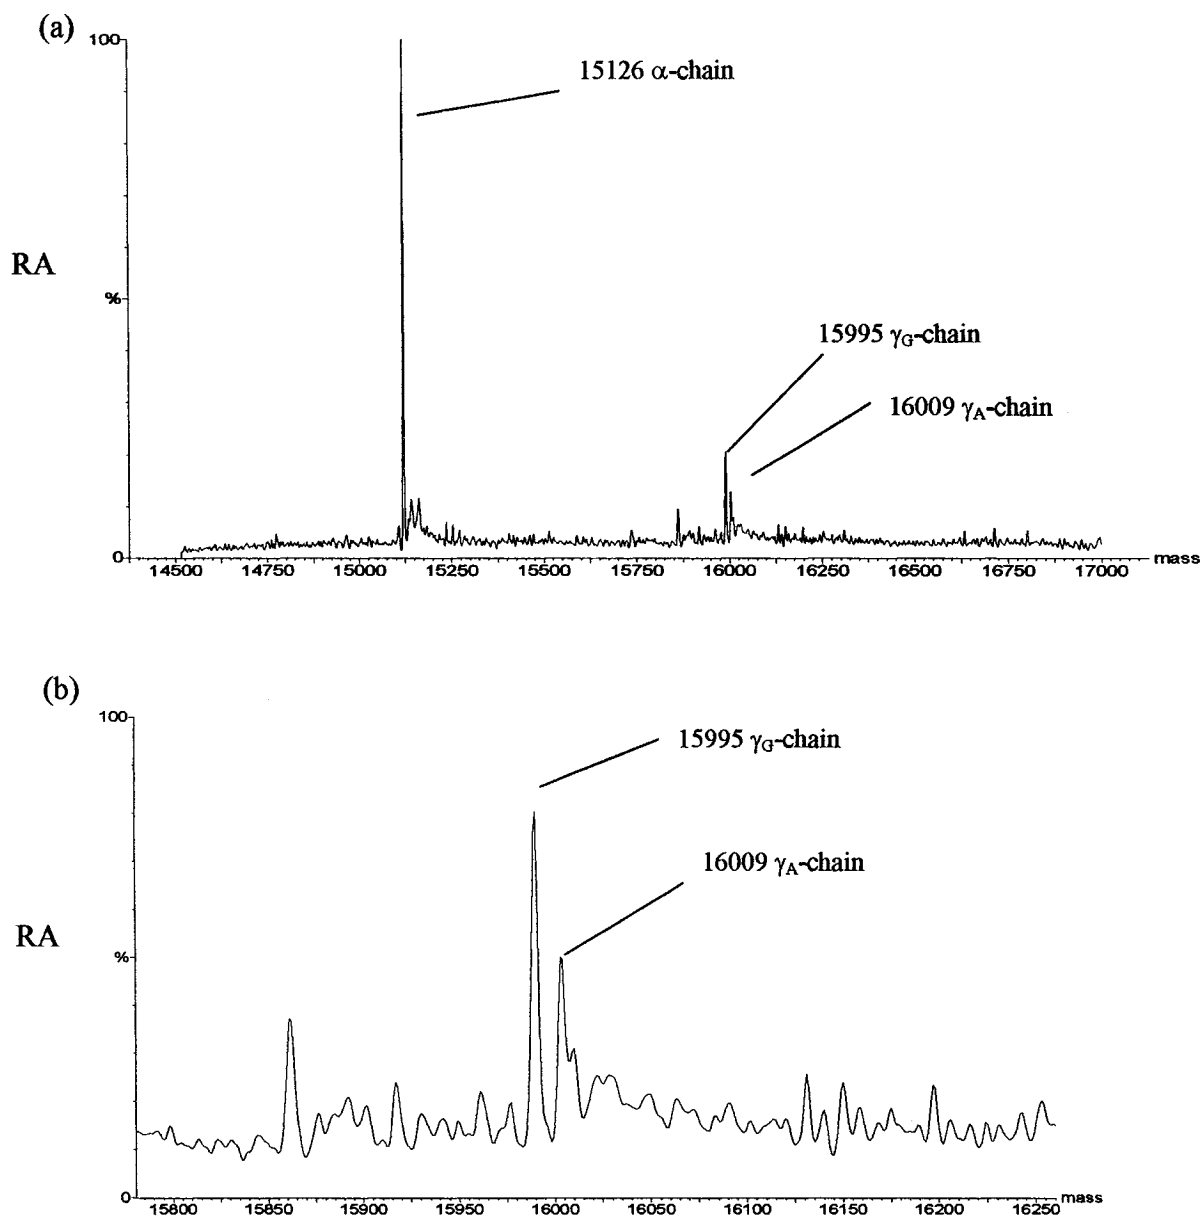 (a)
100
15126 α-chain
RA
%
15995 γG-chain
16009 γA-chain
0
14500 14750 15000 15250 15500 15750 16000 16250 16500 16750 17000 mass
(b)
100
15995 γG-chain
16009 γA-chain
RA
%
0
15800 15850 15900 15950 16000 16050 16100 16150 16200 16250 mass